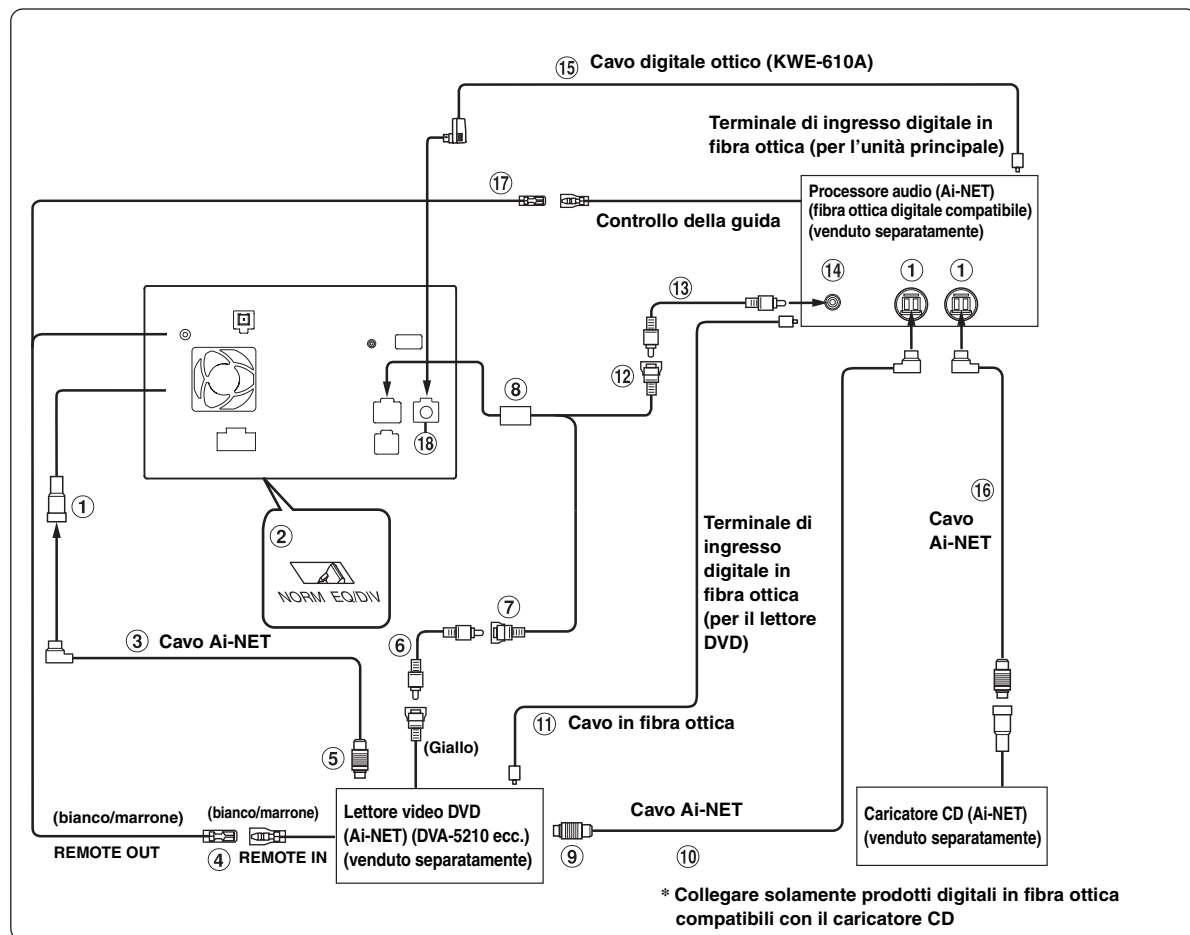 ⑮ Cavo digitale ottico (KWE-610A)
Terminale di ingresso digitale in
fibra ottica (per l'unità principale)
⑰
Controllo della guida
Processore audio (Ai-NET)
(fibra ottica digitale compatibile)
(venduto separatamente)
⑭ ① ①
⑬
⑫
⑧
⑱
①
②
NORM EQ/DIV
③ Cavo Ai-NET
⑦
⑥
Terminale di
ingresso
digitale in
fibra ottica
(per il lettore
DVD)
⑯
Cavo
Ai-NET
⑪ Cavo in fibra ottica
(Giallo)
⑤
(bianco/marrone)
REMOTE OUT
④
(bianco/marrone)
REMOTE IN
Lettore video DVD
(Ai-NET) (DVA-5210 ecc.)
(venduto separatamente)
Cavo Ai-NET
⑨
⑩
Caricatore CD (Ai-NET)
(venduto separatamente)
* Collegare solamente prodotti digitali in fibra ottica
compatibili con il caricatore CD